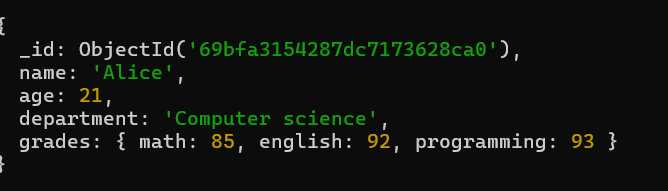 {
_id: ObjectId('69bfa3154287dc7173628ca0'),
name: 'Alice',
age: 21,
department: 'Computer science',
grades: { math: 85, english: 92, programming: 93 }
}